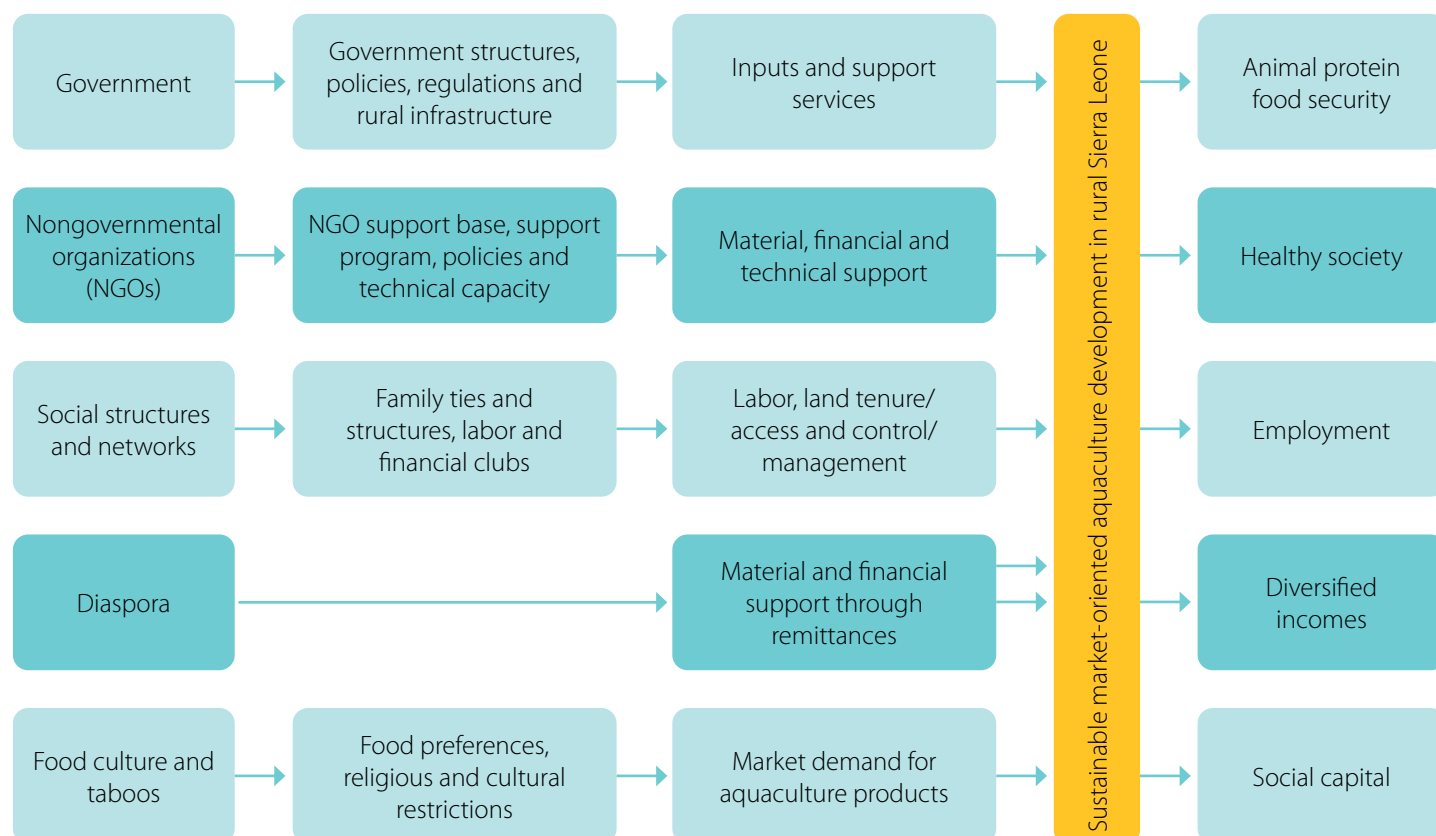 Government
Government structures,
policies, regulations and
rural infrastructure
Inputs and support
services
Animal protein
food security
Nongovernmental
organizations
(NGOs)
NGO support base, support
program, policies and
technical capacity
Material, financial and
technical support
Healthy society
Social structures
and networks
Family ties and
structures, labor and
financial clubs
Labor, land tenure/
access and control/
management
Employment
Diaspora
Material and financial
support through
remittances
Diversified
incomes
Food culture and
taboos
Food preferences,
religious and cultural
restrictions
Market demand for
aquaculture products
Social capital
Sustainable market-oriented aquaculture development in rural Sierra Leone